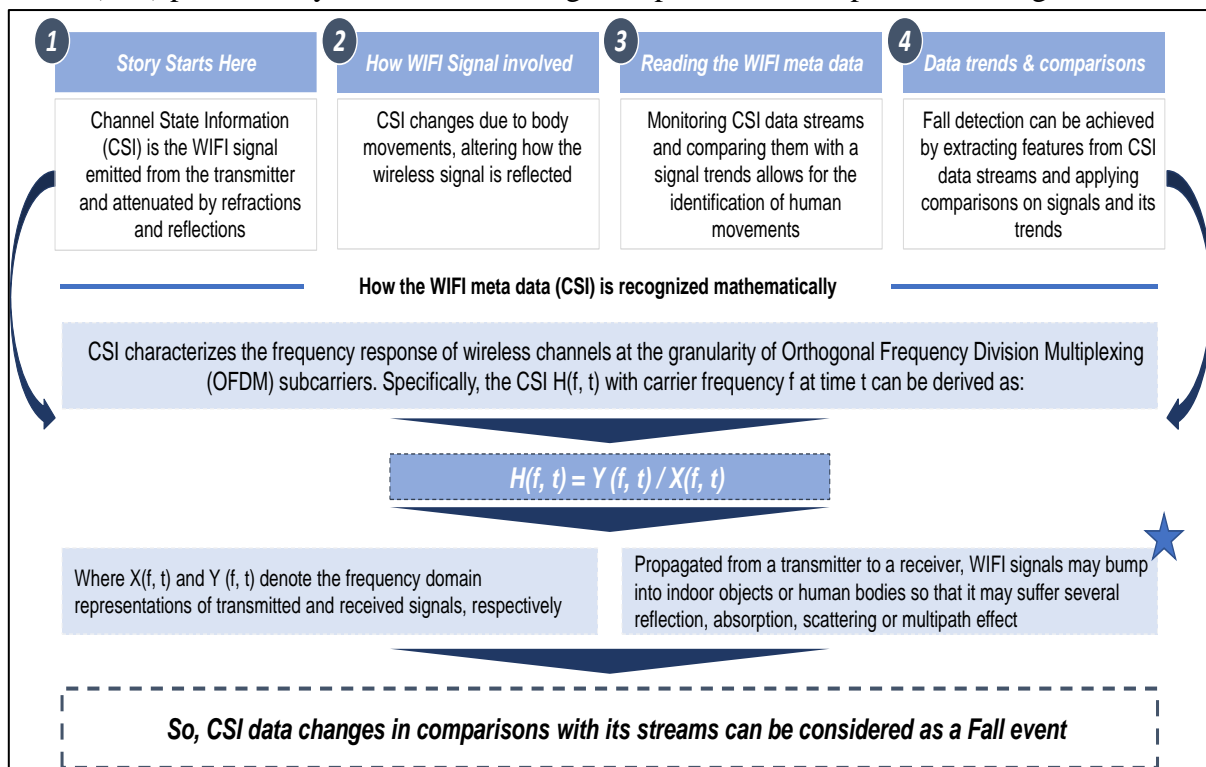 1
Story Starts Here
Channel State Information
(CSI) is the WIFI signal
emitted from the transmitter
and attenuated by refractions
and reflections
2
How WIFI Signal involved
CSI changes due to body
movements, altering how the
wireless signal is reflected
3
Reading the WIFI meta data
Monitoring CSI data streams
and comparing them with a
signal trends allows for the
identification of human
movements
4
Data trends & comparisons
Fall detection can be achieved
by extracting features from CSI
data streams and applying
comparisons on signals and its
trends
How the WIFI meta data (CSI) is recognized mathematically
CSI characterizes the frequency response of wireless channels at the granularity of Orthogonal Frequency Division Multiplexing
(OFDM) subcarriers. Specifically, the CSI H(f, t) with carrier frequency f at time t can be derived as:
H(f, t) = Y (f, t) / X(f, t)
Where X(f, t) and Y (f, t) denote the frequency domain
representations of transmitted and received signals, respectively
Propagated from a transmitter to a receiver, WIFI signals may bump
into indoor objects or human bodies so that it may suffer several
reflection, absorption, scattering or multipath effect
So, CSI data changes in comparisons with its streams can be considered as a Fall event